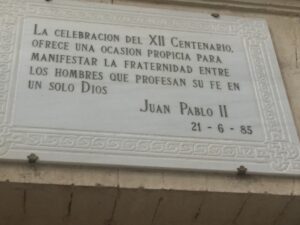 LA CELEBRACION DEL XII CENTENARIO,
OFRECE UNA OCASION PROPICIA PARA
MANIFESTAR LA FRATERNIDAD ENTRE
LOS HOMBRES QUE PROFESAN SU FE EN
UN SOLO DIOS
JUAN PABLO II
21 - 6 - 85